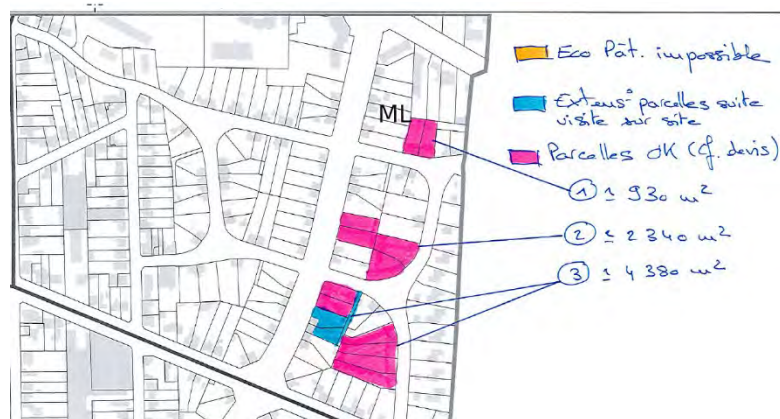 ML
Eco Pât. impossible
Extens° parcelles suite
visite sur site
Parcelles OK (cf. devis)
① ≃ 930 m²
② ≃ 2 340 m²
③ ≃ 4 380 m²